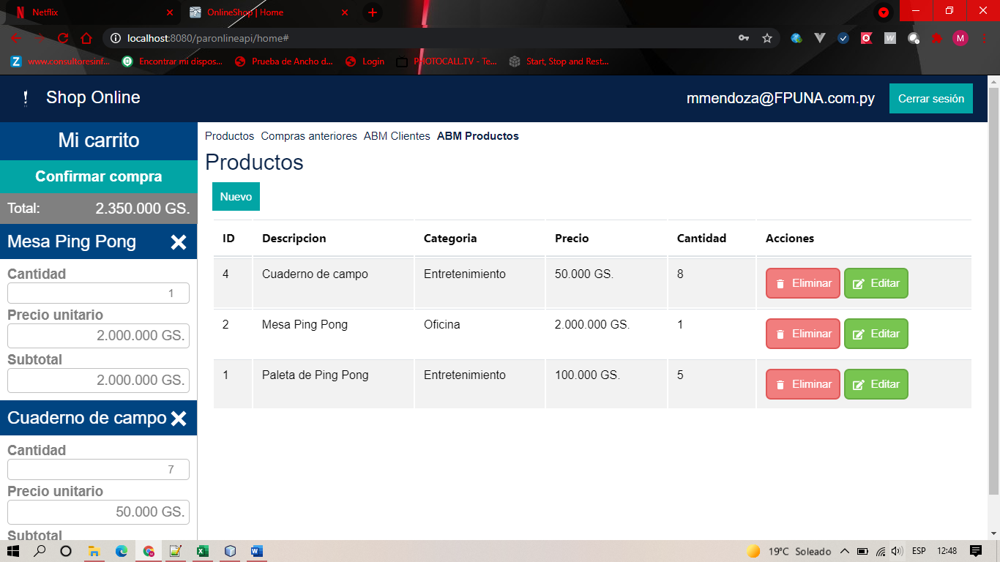 Netflix
OnlineShop | Home
localhost:8080/paronlineapi/home#
M
Z www.consultoresinf...
Encontrar mi dispos...
Prueba de Ancho d...
Login
PHOTOCALL.TV - Te...
Start, Stop and Rest...
Shop Online
mmendoza@FPUNA.com.py
Cerrar sesión
Mi carrito
Confirmar compra
Total: 2.350.000 GS.
Mesa Ping Pong
Cantidad
1
Precio unitario
2.000.000 GS.
Subtotal
2.000.000 GS.
Cuaderno de campo
Cantidad
7
Precio unitario
50.000 GS.
Subtotal
Productos Compras anteriores ABM Clientes ABM Productos
Productos
Nuevo
ID Descripcion Categoria Precio Cantidad Acciones
4 Cuaderno de campo Entretenimiento 50.000 GS. 8 Eliminar Editar
2 Mesa Ping Pong Oficina 2.000.000 GS. 1 Eliminar Editar
1 Paleta de Ping Pong Entretenimiento 100.000 GS. 5 Eliminar Editar
19°C Soleado
ESP
12:48